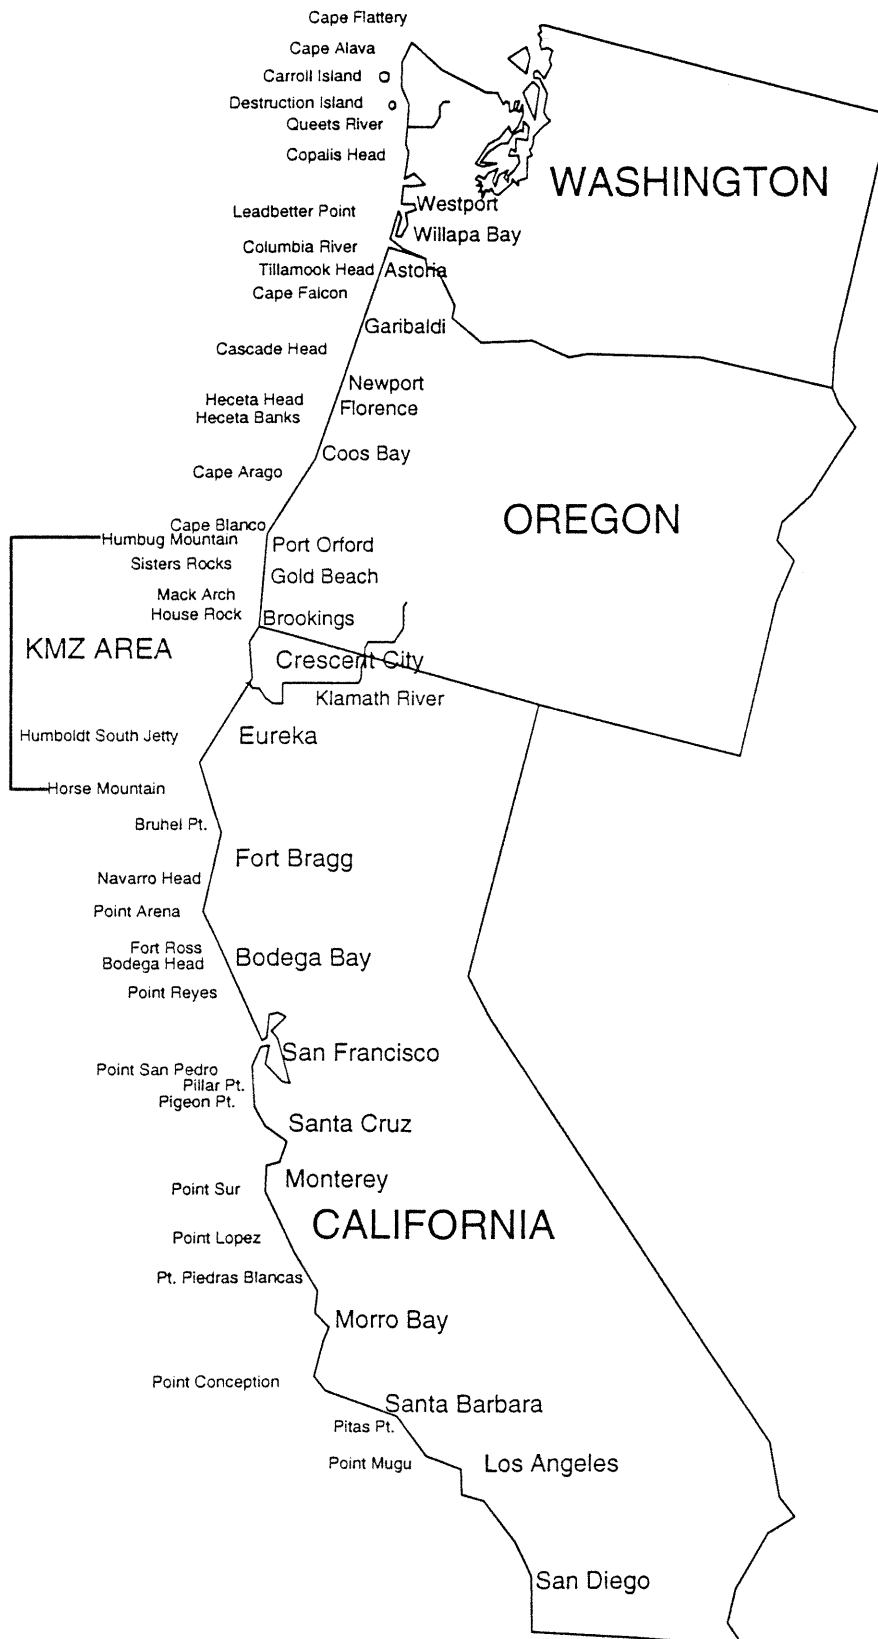 Cape Flattery
Cape Alava
Carroll Island
Destruction Island
Queets River
Copalis Head
WASHINGTON
Westport
Leadbetter Point
Willapa Bay
Columbia River
Tillamook Head
Astoria
Cape Falcon
Garibaldi
Cascade Head
Newport
Heceta Head
Florence
Heceta Banks
Coos Bay
Cape Arago
OREGON
Cape Blanco
Humbug Mountain
Port Orford
Sisters Rocks
Gold Beach
Mack Arch
House Rock
Brookings
KMZ AREA
Crescent City
Klamath River
Humboldt South Jetty
Eureka
Horse Mountain
Bruhel Pt.
Fort Bragg
Navarro Head
Point Arena
Fort Ross
Bodega Bay
Bodega Head
Point Reyes
San Francisco
Point San Pedro
Pillar Pt.
Pigeon Pt.
Santa Cruz
Monterey
Point Sur
CALIFORNIA
Point Lopez
Pt. Piedras Blancas
Morro Bay
Point Conception
Santa Barbara
Pitas Pt.
Point Mugu
Los Angeles
San Diego